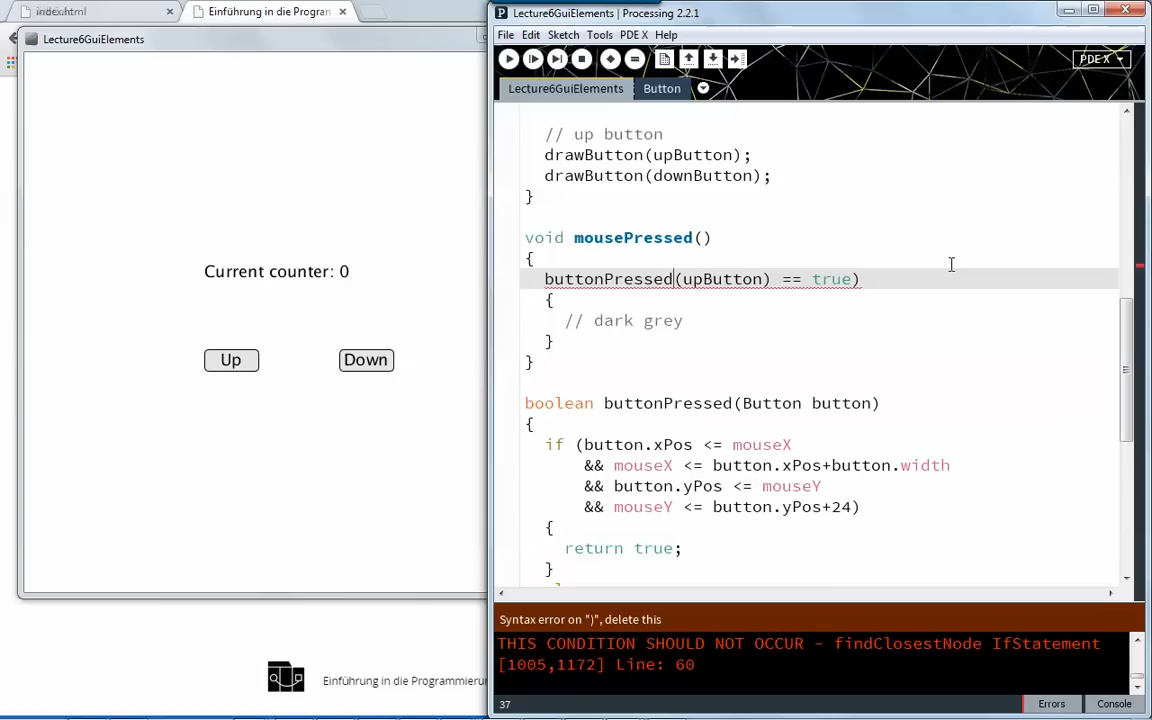 index.html
Einführung in die Program
Lecture6GuiElements
Current counter: 0
Up
Down
Einführung in die Programmierun
Lecture6GuiElements | Processing 2.2.1
File Edit Sketch Tools PDE X Help
PDE X
Lecture6GuiElements
Button
// up button
drawButton(upButton);
drawButton(downButton);
}
void mousePressed()
{
buttonPressed(upButton) == true)
{
// dark grey
}
}
boolean buttonPressed(Button button)
{
if (button.xPos <= mouseX
&& mouseX <= button.xPos+button.width
&& button.yPos <= mouseY
&& mouseY <= button.yPos+24)
{
return true;
}
Syntax error on ")", delete this
THIS CONDITION SHOULD NOT OCCUR - findClosestNode IfStatement
[1005,1172] Line: 60
37
Errors
Console